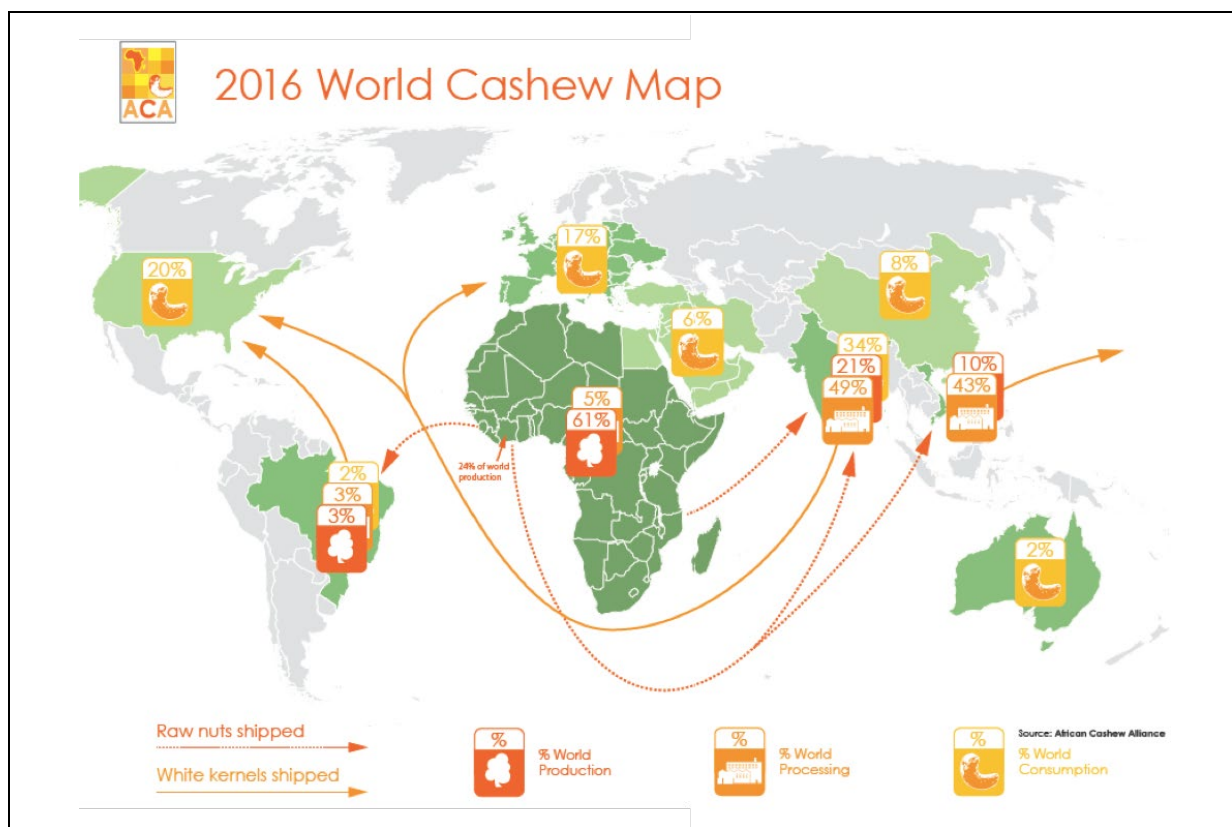 ACA
2016 World Cashew Map
20%
17%
8%
6%
34%
21%
49%
10%
43%
5%
61%
24% of world
production
2%
3%
3%
2%
Raw nuts shipped
White kernels shipped
%
% World
Production
%
% World
Processing
Source: African Cashew Alliance
%
% World
Consumption